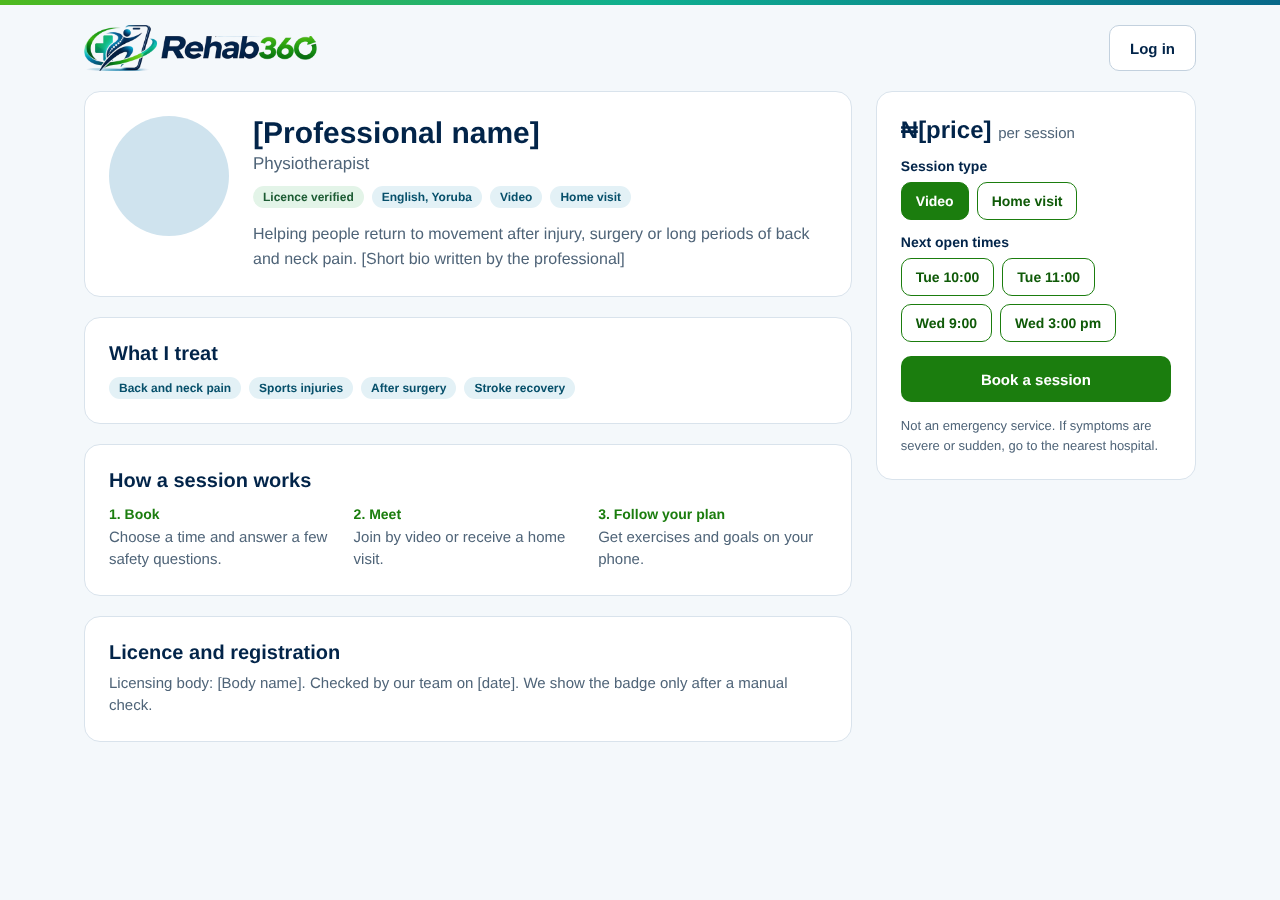 Rehab360
Log in
[Professional name]
Physiotherapist
Licence verified
English, Yoruba
Video
Home visit
Helping people return to movement after injury, surgery or long periods of back
and neck pain. [Short bio written by the professional]
What I treat
Back and neck pain
Sports injuries
After surgery
Stroke recovery
How a session works
1. Book
Choose a time and answer a few
safety questions.
2. Meet
Join by video or receive a home
visit.
3. Follow your plan
Get exercises and goals on your
phone.
Licence and registration
Licensing body: [Body name]. Checked by our team on [date]. We show the badge only after a manual
check.
₦[price] per session
Session type
Video
Home visit
Next open times
Tue 10:00
Tue 11:00
Wed 9:00
Wed 3:00 pm
Book a session
Not an emergency service. If symptoms are
severe or sudden, go to the nearest hospital.